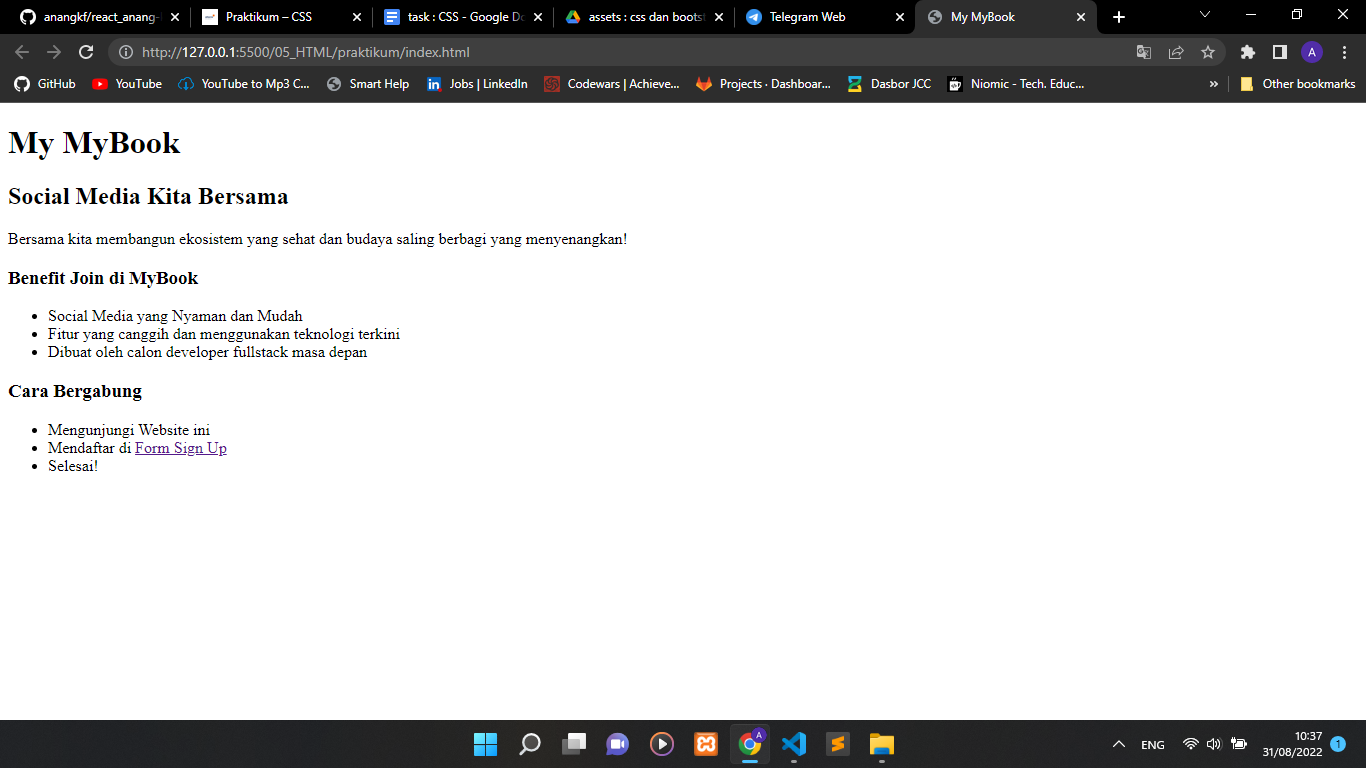 anangkf/react_anang-
Praktikum – CSS
task : CSS - Google Do
assets : css dan bootst
Telegram Web
My MyBook
http://127.0.0.1:5500/05_HTML/praktikum/index.html
A
GitHub
YouTube
YouTube to Mp3 C...
Smart Help
Jobs | LinkedIn
Codewars | Achieve...
Projects · Dashboar...
Dasbor JCC
Niomic - Tech. Educ...
»
Other bookmarks
My MyBook
Social Media Kita Bersama
Bersama kita membangun ekosistem yang sehat dan budaya saling berbagi yang menyenangkan!
Benefit Join di MyBook
• Social Media yang Nyaman dan Mudah
• Fitur yang canggih dan menggunakan teknologi terkini
• Dibuat oleh calon developer fullstack masa depan
Cara Bergabung
• Mengunjungi Website ini
• Mendaftar di Form Sign Up
• Selesai!
A
ENG
10:37
31/08/2022
1